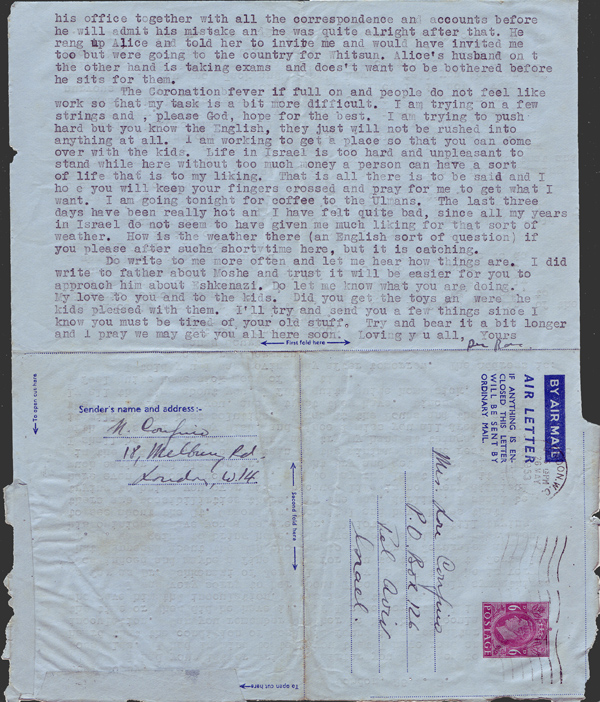 his office together with all the correspondence and accounts before
he will admit his mistake an he was quite alright after that. He
rang up Alice and told her to invite me and would have invited me
too but were going to the country for Whitsun. Alice's husband on t
the other hand is taking exams and does't want to be bothered before
he sits for them.
The Coronation fever if full on and people do not feel like
work so that my task is a bit more difficult. I am trying on a few
strings and , please God, hope for the best. I am trying to push
hard but you know the English, they just will not be rushed into
anything at all. I am working to get a place so that you can come
over with the kids. Life in Israel is too hard and unpleasant to
stand while here without too much money a person can have a sort
of life that is to my liking. That is all there is to be said and I
ho e you will keep your fingers crossed and pray for me to get what I
want. I am going tonight for coffee to the Ulmans. The last three
days have been really hot an I have felt quite bad, since all my years
in Israel do not seem to have given me much liking for that sort of
weather. How is the weather there (an English sort of question) if
you please after sucha short time here, but it is catching.
Do write to me more often and let me hear how things are. I did
write to father about Moshe and trust it will be easier for you to
approach him about Eshkenazi. Do let me know what you are doing.
My love to you and to the kids. Did you get the toys an were the
kids pleased with them. I'll try and send you a few things since I
know you must be tired of your old stuff. Try and bear it a bit longer
and I pray we may get you all here soon. Loving y u all, Yours
First fold here
To open cut here
Sender's name and address:-
N. Confino
18, Melbury Rd.
London, W.14
Second fold here
To open cut here
BY AIR MAIL
AIR LETTER
IF ANYTHING IS EN-
CLOSED THIS LETTER
WILL BE SENT BY
ORDINARY MAIL.
Mrs. Lore Confino
P.O. Box 126
Tel Aviv
Israel.
6D 6D
POSTAGE